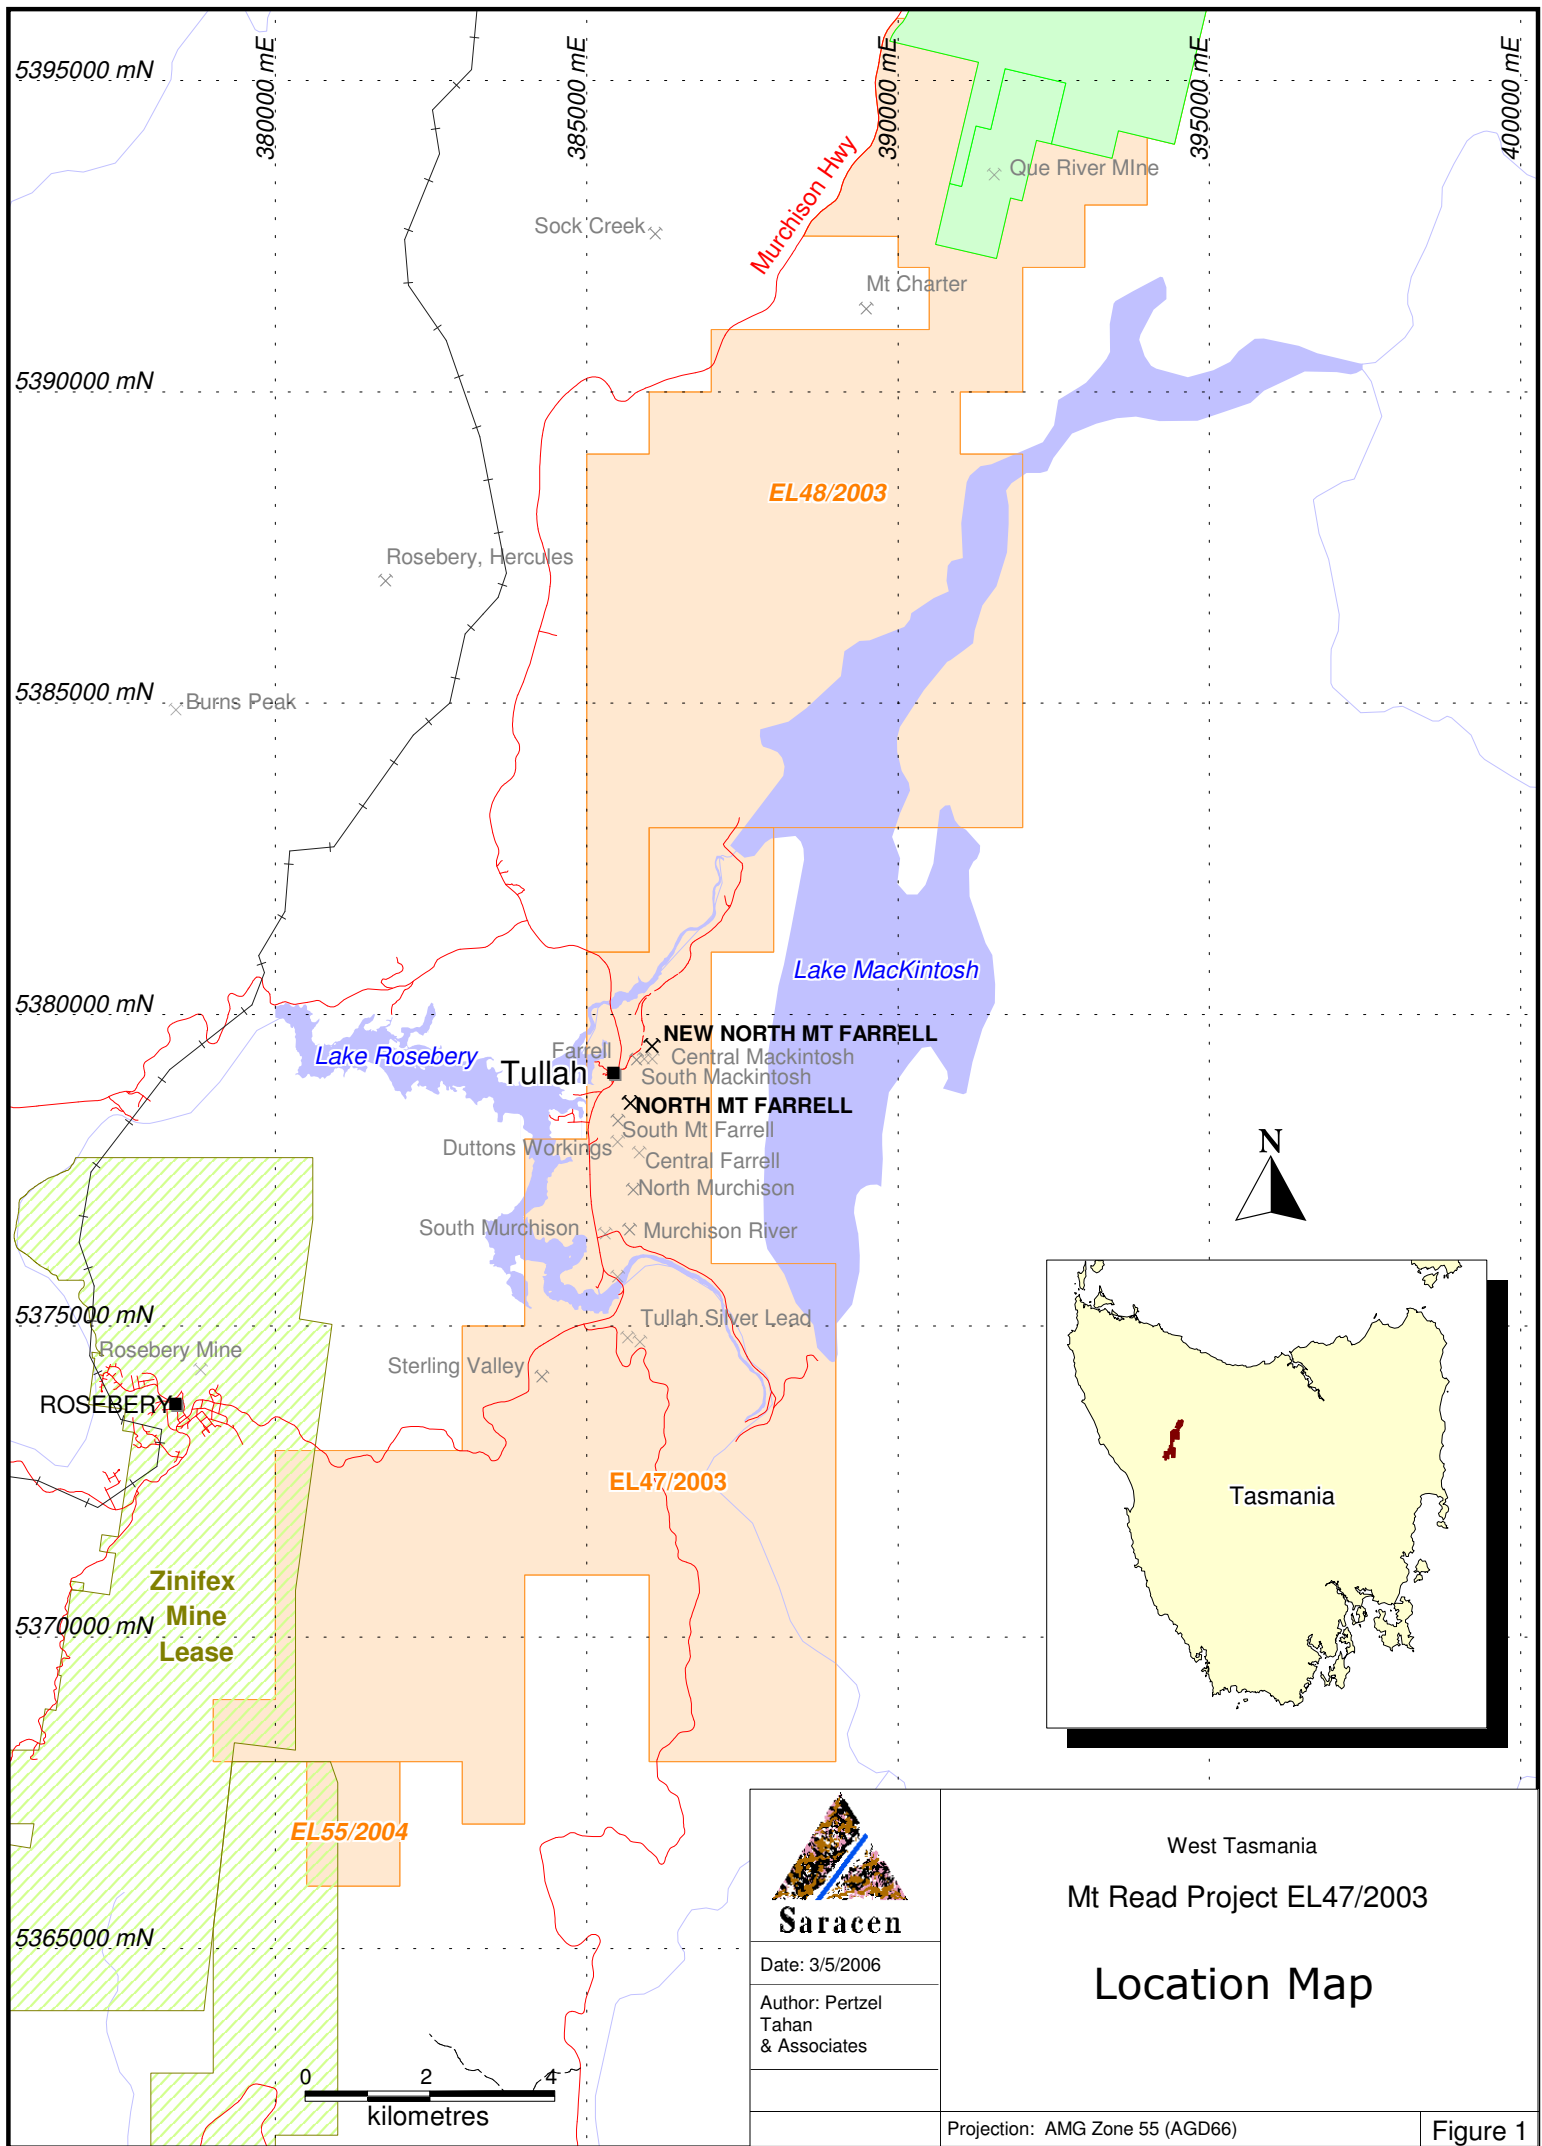 380000 mE
385000 mE
390000 mE
395000 mE
400000 mE
5395000 mN
Murchison Hwy
Que River MIne
Sock Creek
Mt Charter
5390000 mN
EL48/2003
Rosebery, Hercules
5385000 mN
Burns Peak
Lake MacKintosh
5380000 mN
NEW NORTH MT FARRELL
Farrell
Central Mackintosh
Lake Rosebery
Tullah
South Mackintosh
NORTH MT FARRELL
South Mt Farrell
Duttons Workings
Central Farrell
North Murchison
South Murchison
Murchison River
N
5375000 mN
Tullah Silver Lead
Rosebery Mine
Sterling Valley
ROSEBERY
EL47/2003
Tasmania
Zinifex
Mine
Lease
5370000 mN
EL55/2004
5365000 mN
0 2 4
kilometres
Saracen
Date: 3/5/2006
Author: Pertzel
Tahan
& Associates
West Tasmania
Mt Read Project EL47/2003
Location Map
Projection: AMG Zone 55 (AGD66)
Figure 1